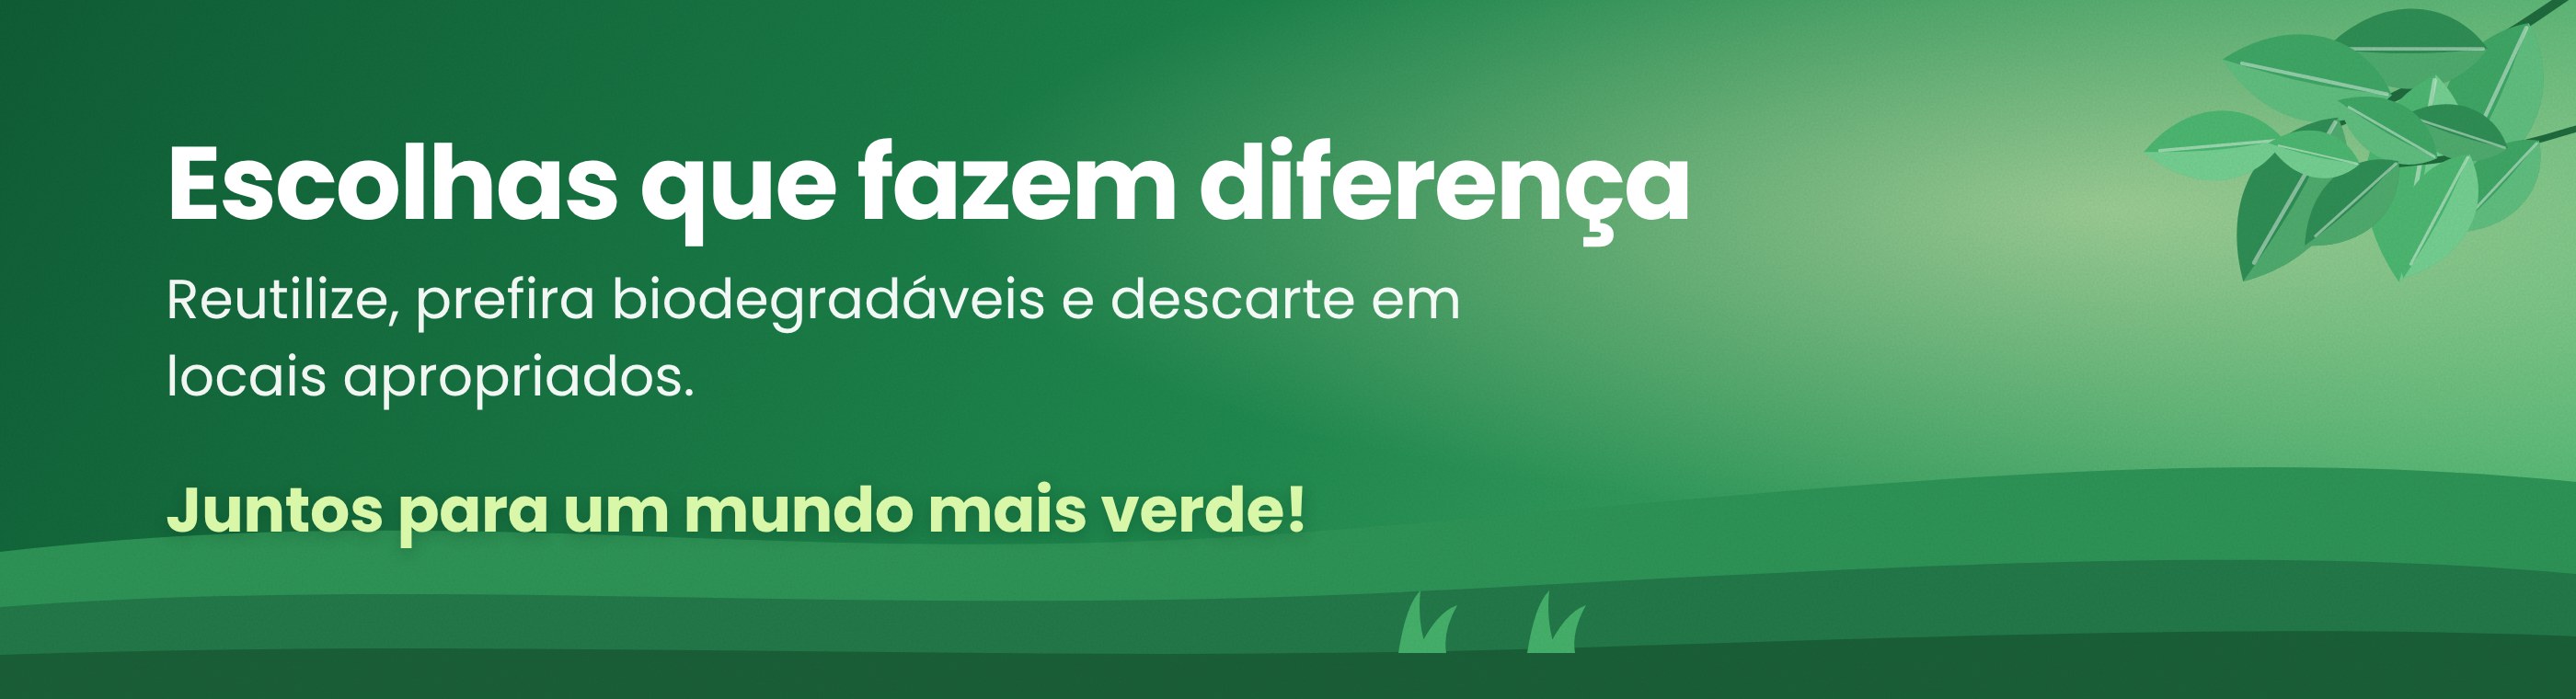 Escolhas que fazem diferença
Reutilize, prefira biodegradáveis e descarte em
locais apropriados.
Juntos para um mundo mais verde!